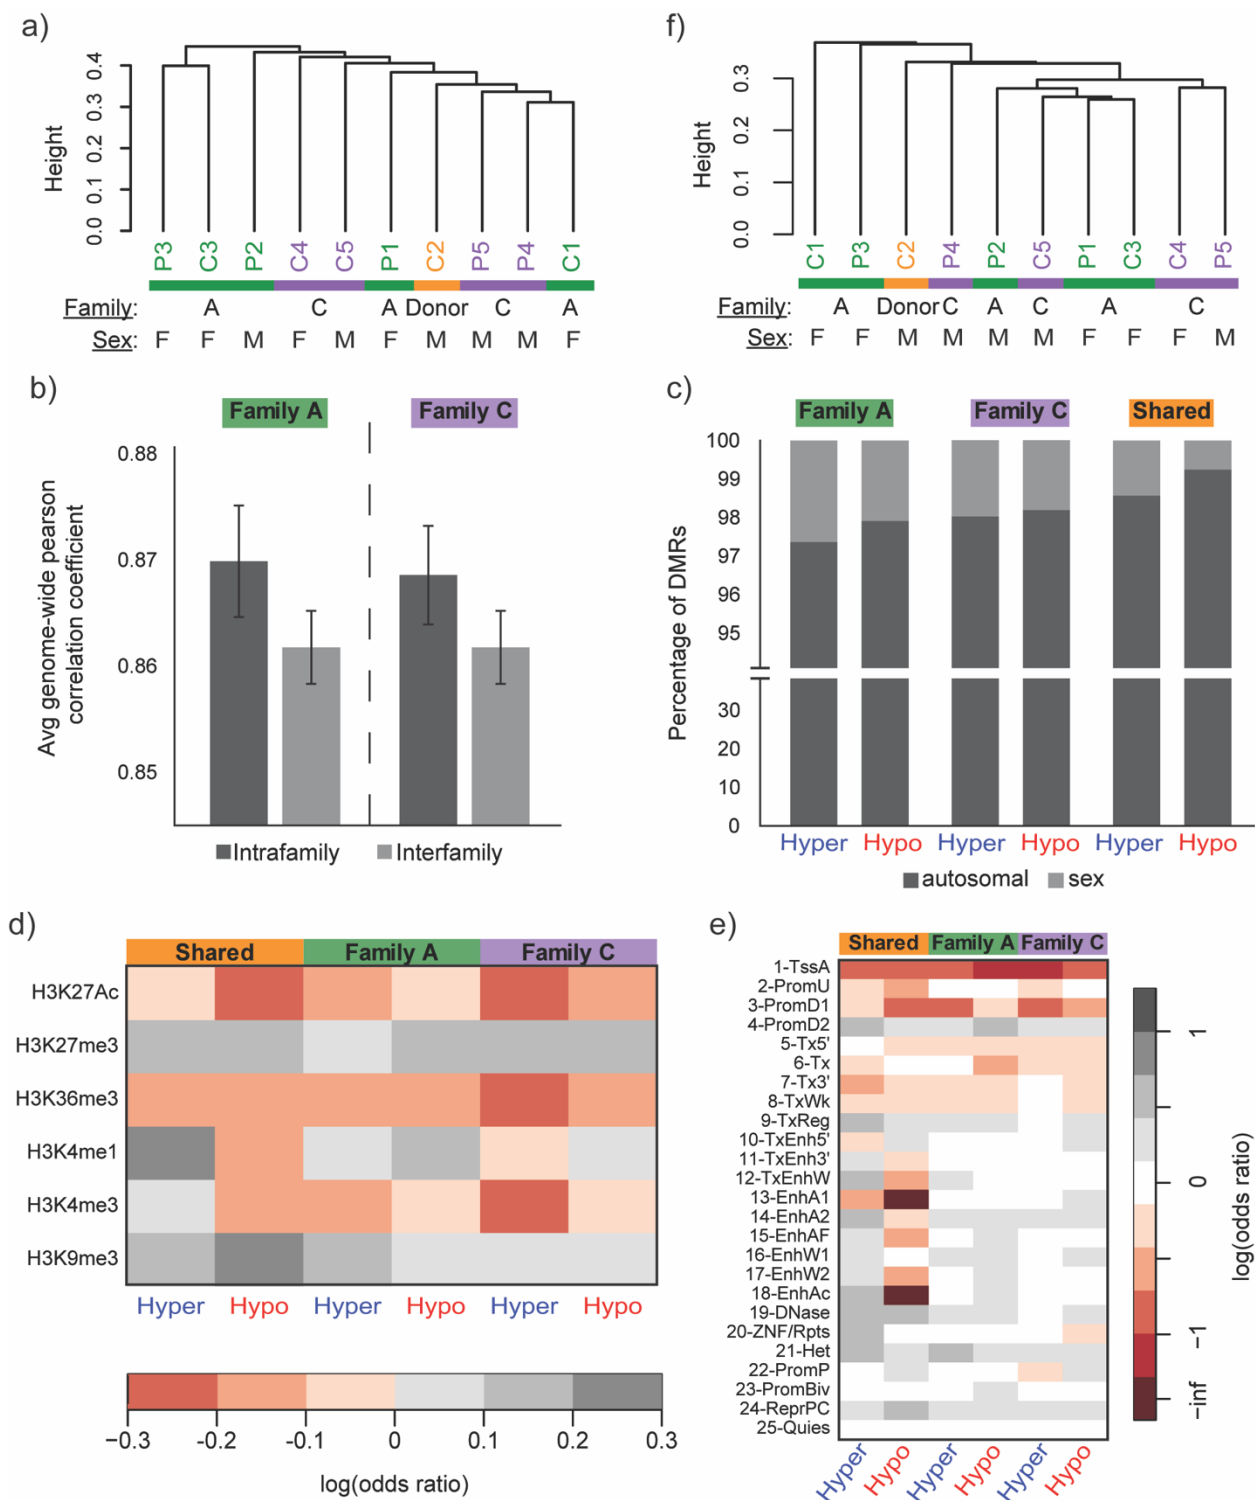 a)
Height
0.0 0.1 0.2 0.3 0.4
P3 C3 P2 C4 C5 P1 C2 P5 P4 C1
Family: A C A Donor C A
Sex: F F M F M F M M M F
f)
Height
0.0 0.1 0.2 0.3
C1 P3 C2 P4 P2 C5 P1 C3 C4 P5
Family: A Donor C A C A C
Sex: F F M M M M F F F M
b)
Family A Family C
Avg genome-wide pearson
correlation coefficient
0.88
0.87
0.86
0.85
Intrafamily Interfamily
c)
Family A Family C Shared
Percentage of DMRs
100
99
98
97
96
95
30
20
10
0
Hyper Hypo Hyper Hypo Hyper Hypo
autosomal sex
d)
Shared Family A Family C
H3K27Ac
H3K27me3
H3K36me3
H3K4me1
H3K4me3
H3K9me3
Hyper Hypo Hyper Hypo Hyper Hypo
−0.3 -0.2 -0.1 0 0.1 0.2 0.3
log(odds ratio)
e)
Shared Family A Family C
1-TssA
2-PromU
3-PromD1
4-PromD2
5-Tx5'
6-Tx
7-Tx3'
8-TxWk
9-TxReg
10-TxEnh5'
11-TxEnh3'
12-TxEnhW
13-EnhA1
14-EnhA2
15-EnhAF
16-EnhW1
17-EnhW2
18-EnhAc
19-DNase
20-ZNF/Rpts
21-Het
22-PromP
23-PromBiv
24-ReprPC
25-Quies
Hyper Hypo Hyper Hypo Hyper Hypo
1
0
−1
−inf
log(odds ratio)